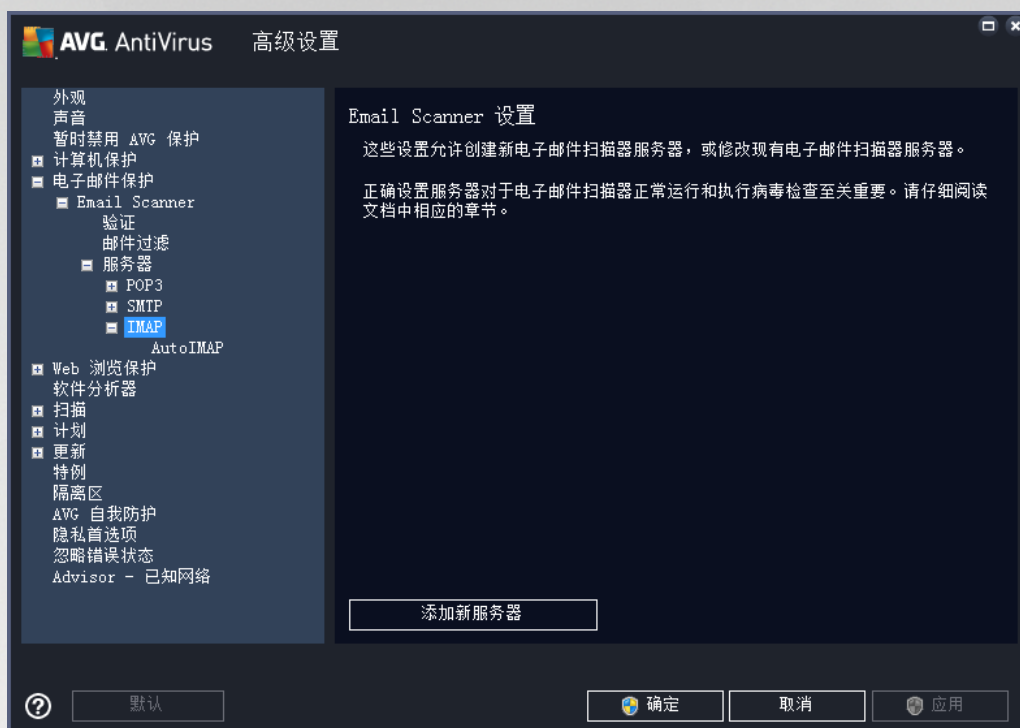 AVG AntiVirus 高级设置
外观
声音
暂时禁用 AVG 保护
计算机保护
电子邮件保护
Email Scanner
验证
邮件过滤
服务器
POP3
SMTP
IMAP
AutoIMAP
Web 浏览保护
软件分析器
扫描
计划
更新
特例
隔离区
AVG 自我防护
隐私首选项
忽略错误状态
Advisor - 已知网络
Email Scanner 设置
这些设置允许创建新电子邮件扫描器服务器，或修改现有电子邮件扫描器服务器。
正确设置服务器对于电子邮件扫描器正常运行和执行病毒检查至关重要。请仔细阅读
文档中相应的章节。
添加新服务器
默认
确定
取消
应用